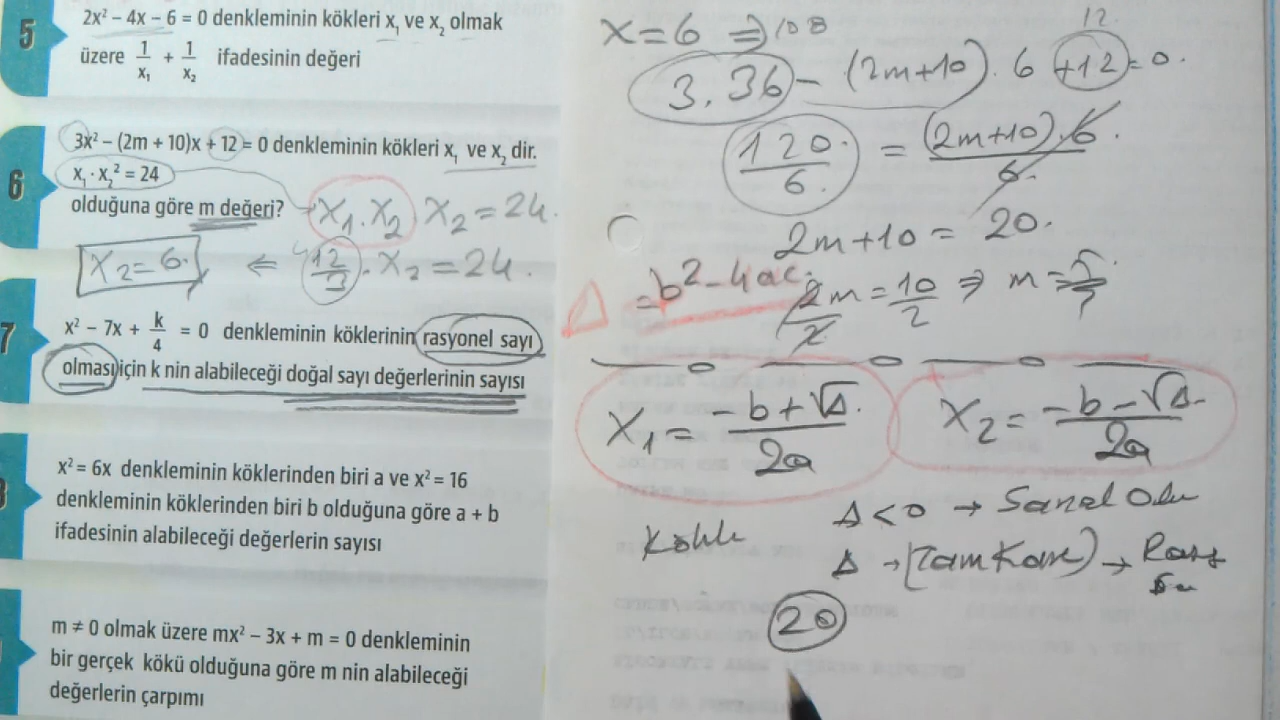 5
2x² – 4x – 6 = 0 denkleminin kökleri x₁ ve x₂ olmak
üzere 1/x₁ + 1/x₂ ifadesinin değeri
6
3x² – (2m + 10)x + 12 = 0 denkleminin kökleri x₁ ve x₂ dir.
x₁ · x₂² = 24
olduğuna göre m değeri?
X₁ . X₂ . X₂ = 24.
X₂ = 6. ⇐ 4 12/3 . X₂ = 24.
7
x² – 7x + k/4 = 0 denkleminin köklerinin rasyonel sayı
olması için k nin alabileceği doğal sayı değerlerinin sayısı
x² = 6x denkleminin köklerinden biri a ve x² = 16
denkleminin köklerinden biri b olduğuna göre a + b
ifadesinin alabileceği değerlerin sayısı
m ≠ 0 olmak üzere mx² – 3x + m = 0 denkleminin
bir gerçek kökü olduğuna göre m nin alabileceği
değerlerin çarpımı
X = 6 ⇒ 108
12.
3.36 – (2m+10). 6 +12 = 0.
120./6. = (2m+10).6./6.
2m+10 = 20.
Δ = b² – 4ac.
2m/2 = 10/2 ⇒ m = 5.
X₁ = –b+√Δ./2a
X₂ = –b–√Δ./2a
Δ < 0 → Sanal
Δ → (Tam Kare) →
20